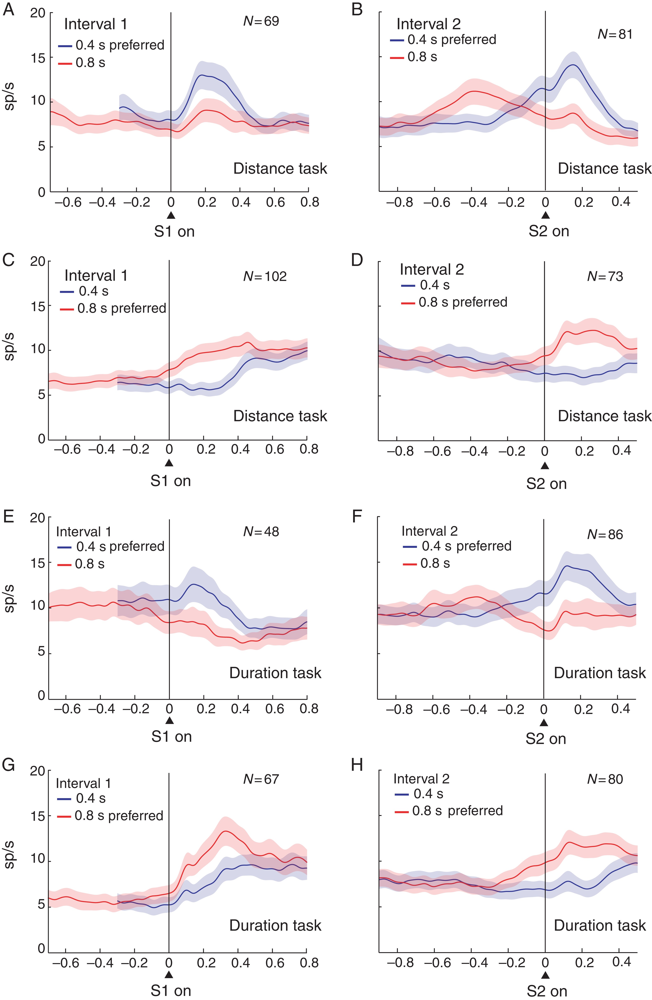 A
20
15
10
5
0
sp/s
Interval 1
0.4 s preferred
0.8 s
N=69
Distance task
–0.6 –0.4 –0.2 0 0.2 0.4 0.6 0.8
S1 on
B
Interval 2
0.4 s preferred
0.8 s
N=81
Distance task
–0.8 –0.6 –0.4 –0.2 0 0.2 0.4
S2 on
C
20
15
10
5
0
sp/s
Interval 1
0.4 s
0.8 s preferred
N=102
Distance task
–0.6 –0.4 –0.2 0 0.2 0.4 0.6 0.8
S1 on
D
Interval 2
0.4 s
0.8 s preferred
N=73
Distance task
–0.8 –0.6 –0.4 –0.2 0 0.2 0.4
S2 on
E
20
15
10
5
0
sp/s
Interval 1
0.4 s preferred
0.8 s
N=48
Duration task
–0.6 –0.4 –0.2 0 0.2 0.4 0.6 0.8
S1 on
F
Interval 2
0.4 s preferred
0.8 s
N=86
Duration task
–0.8 –0.6 –0.4 –0.2 0 0.2 0.4
S2 on
G
20
15
10
5
0
sp/s
Interval 1
0.4 s
0.8 s preferred
N=67
Duration task
–0.6 –0.4 –0.2 0 0.2 0.4 0.6 0.8
S1 on
H
Interval 2
0.4 s
0.8 s preferred
N=80
Duration task
–0.8 –0.6 –0.4 –0.2 0 0.2 0.4
S2 on